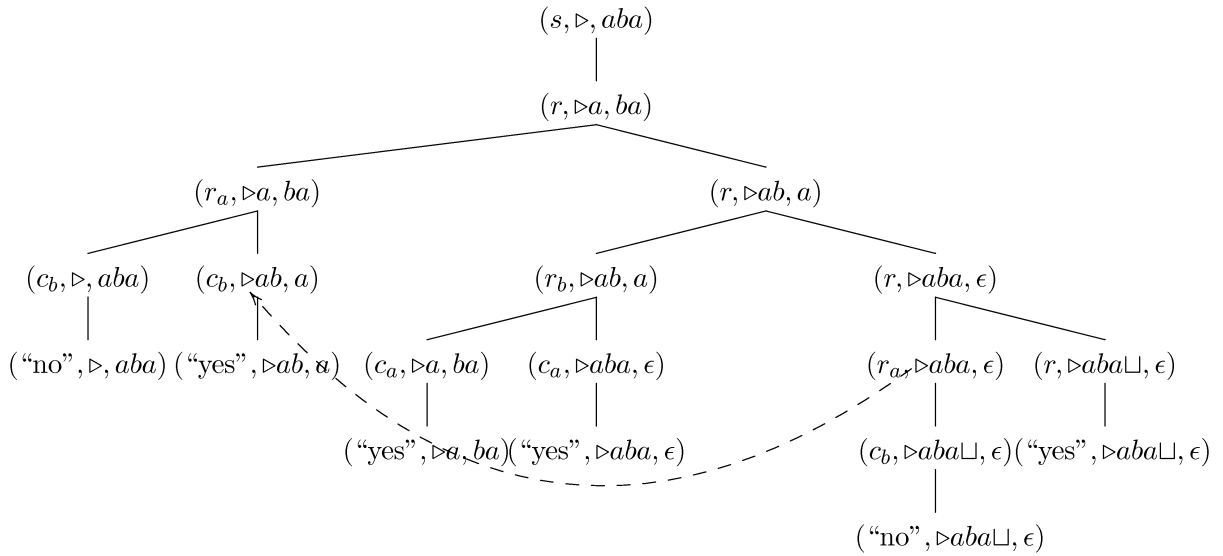 (s, ▷, aba)
(r, ▷a, ba)
(r_a, ▷a, ba) (r, ▷ab, a)
(c_b, ▷, aba) (c_b, ▷ab, a) (r_b, ▷ab, a) (r, ▷aba, ϵ)
(“no”, ▷, aba) (“yes”, ▷ab, a) (c_a, ▷a, ba) (c_a, ▷aba, ϵ) (r_a, ▷aba, ϵ) (r, ▷aba⊔, ϵ)
(“yes”, ▷a, ba) (“yes”, ▷aba, ϵ) (c_b, ▷aba⊔, ϵ) (“yes”, ▷aba⊔, ϵ)
(“no”, ▷aba⊔, ϵ)